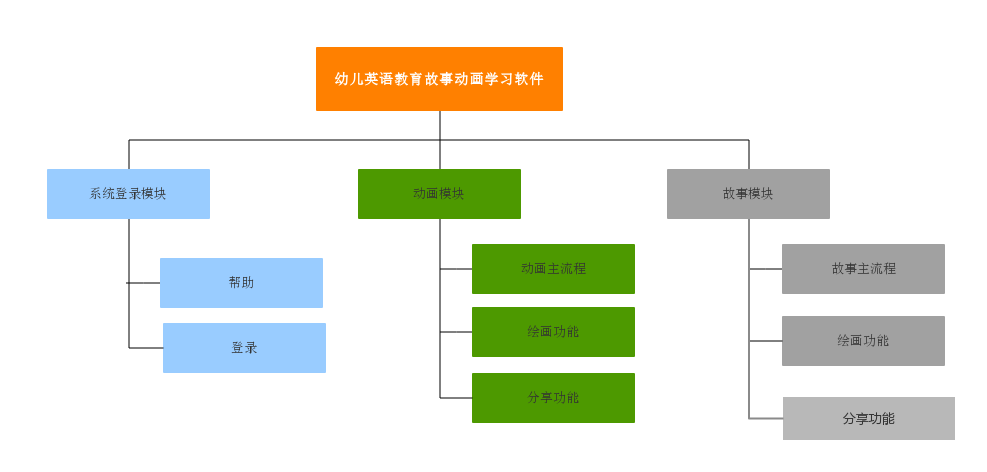 幼儿英语教育故事动画学习软件
系统登录模块
动画模块
故事模块
帮助
登录
动画主流程
绘画功能
分享功能
故事主流程
绘画功能
分享功能